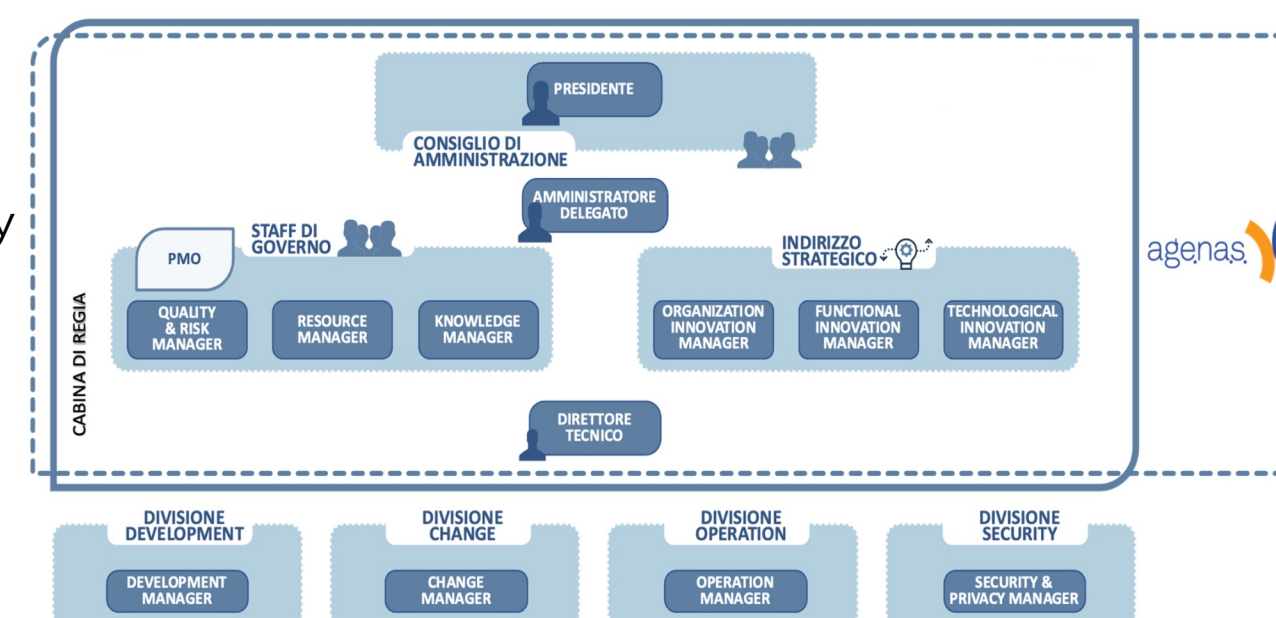 PRESIDENTE
CONSIGLIO DI
AMMINISTRAZIONE
AMMINISTRATORE
DELEGATO
y
STAFF DI
GOVERNO
PMO
QUALITY
& RISK
MANAGER
RESOURCE
MANAGER
KNOWLEDGE
MANAGER
INDIRIZZO
STRATEGICO
ORGANIZATION
INNOVATION
MANAGER
FUNCTIONAL
INNOVATION
MANAGER
TECHNOLOGICAL
INNOVATION
MANAGER
agenas
CABINA DI REGIA
DIRETTORE
TECNICO
DIVISIONE
DEVELOPMENT
DEVELOPMENT
MANAGER
DIVISIONE
CHANGE
CHANGE
MANAGER
DIVISIONE
OPERATION
OPERATION
MANAGER
DIVISIONE
SECURITY
SECURITY &
PRIVACY MANAGER